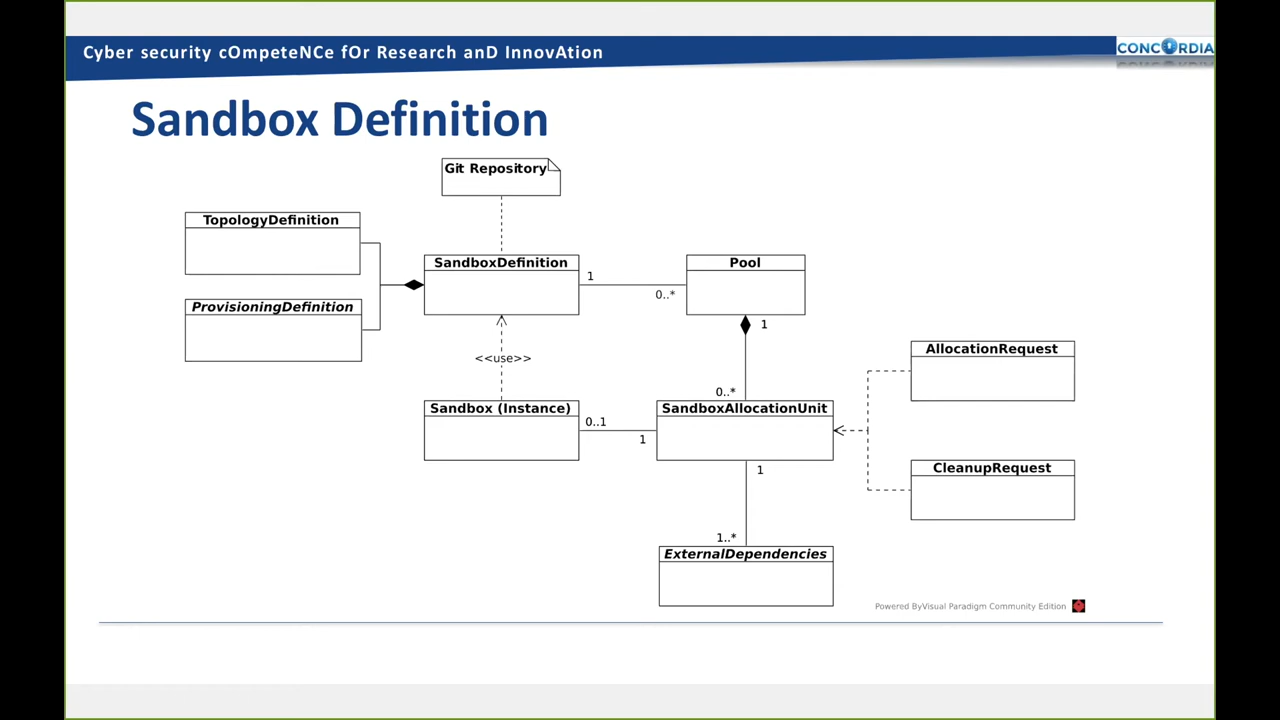 Cyber security cOmpeteNCe fOr Research anD InnovAtion
CONCORDIA
Sandbox Definition
Git Repository
TopologyDefinition
SandboxDefinition
Pool
1
0..*
ProvisioningDefinition
1
<<use>>
AllocationRequest
0..*
Sandbox (Instance)
SandboxAllocationUnit
0..1
1
CleanupRequest
1
1..*
ExternalDependencies
Powered ByVisual Paradigm Community Edition